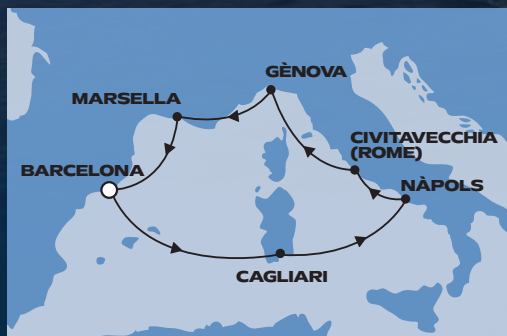 GÈNOVA
MARSELLA
CIVITAVECCHIA
(ROME)
BARCELONA
NÀPOLS
CAGLIARI